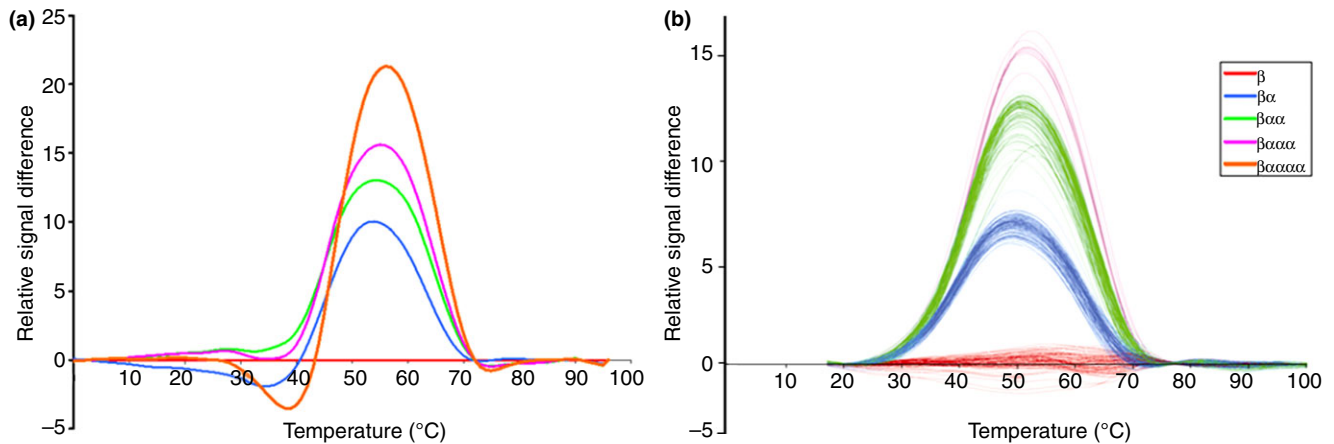 (a)
25
20
15
10
5
0
–5
Relative signal difference
10 20 30 40 50 60 70 80 90 100
Temperature (°C)
(b)
15
10
5
0
–5
Relative signal difference
10 20 30 40 50 60 70 80 90 100
Temperature (°C)
β
βα
βαα
βααα
βαααα